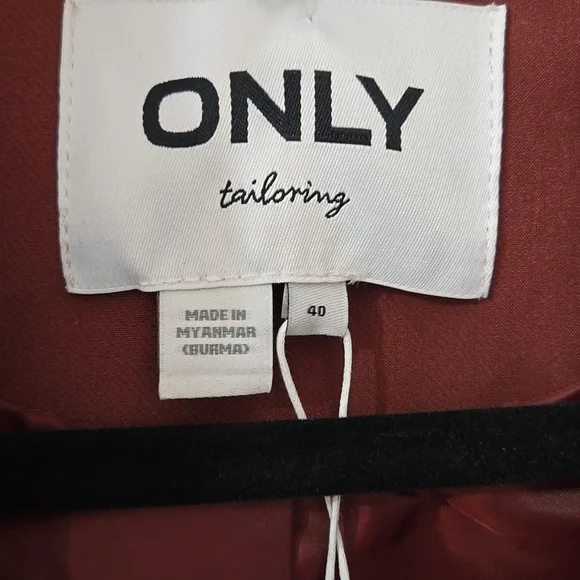 ONLY
tailoring
MADE IN
MYANMAR
(BURMA)
40